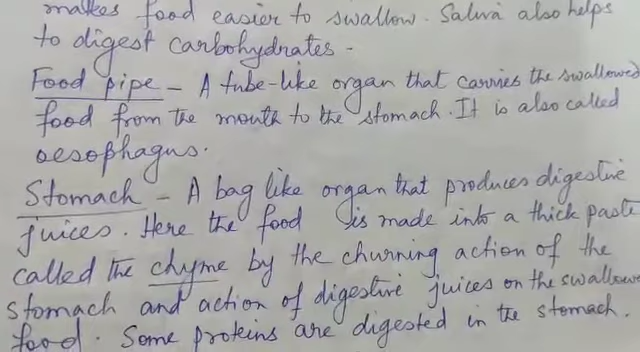 makes food easier to swallow. Saliva also helps
to digest carbohydrates -
Food pipe - A tube-like organ that carries the swallowed
food from the mouth to the stomach. It is also called
oesophagus.
Stomach - A bag like organ that produces digestive
juices. Here the food is made into a thick paste
called the chyme by the churning action of the
stomach and action of digestive juices on the swallowe
food. Some proteins are digested in the stomach.